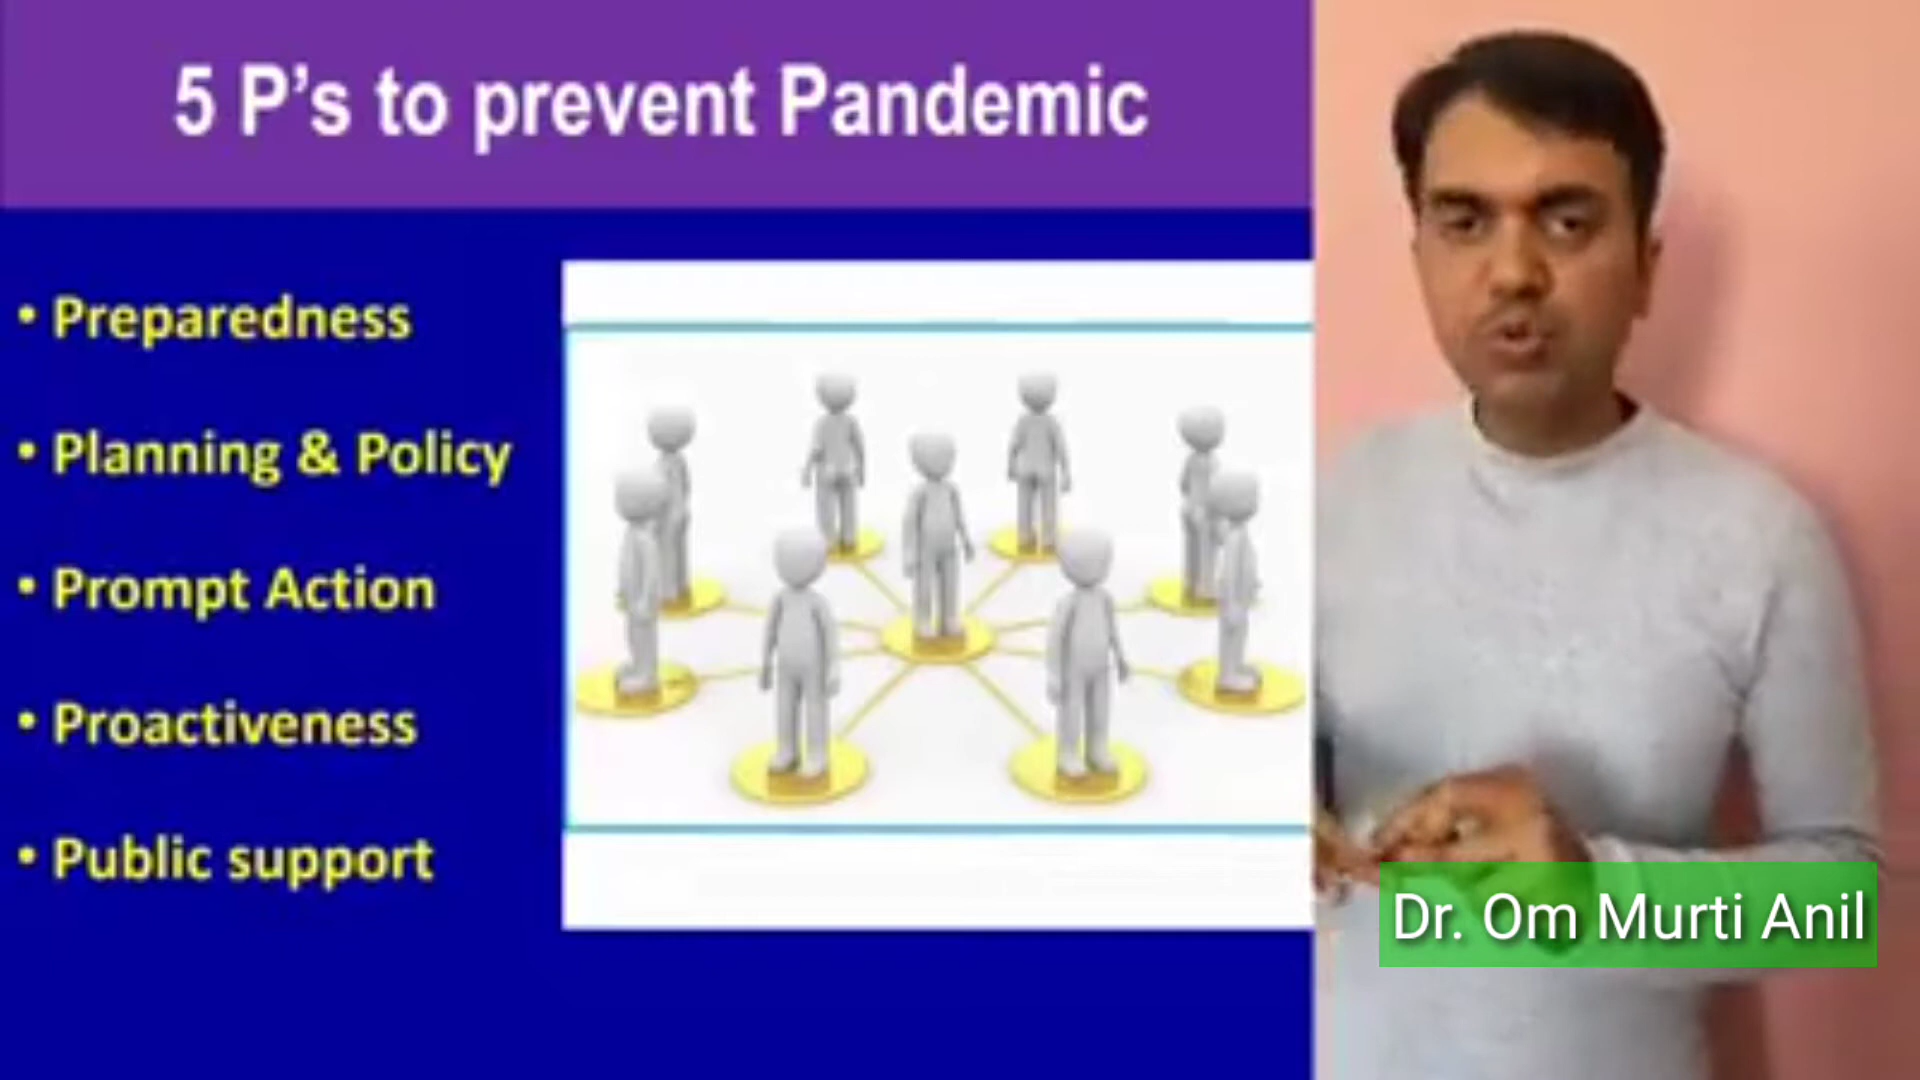 5 P's to prevent Pandemic
• Preparedness
• Planning & Policy
• Prompt Action
• Proactiveness
• Public support
Dr. Om Murti Anil